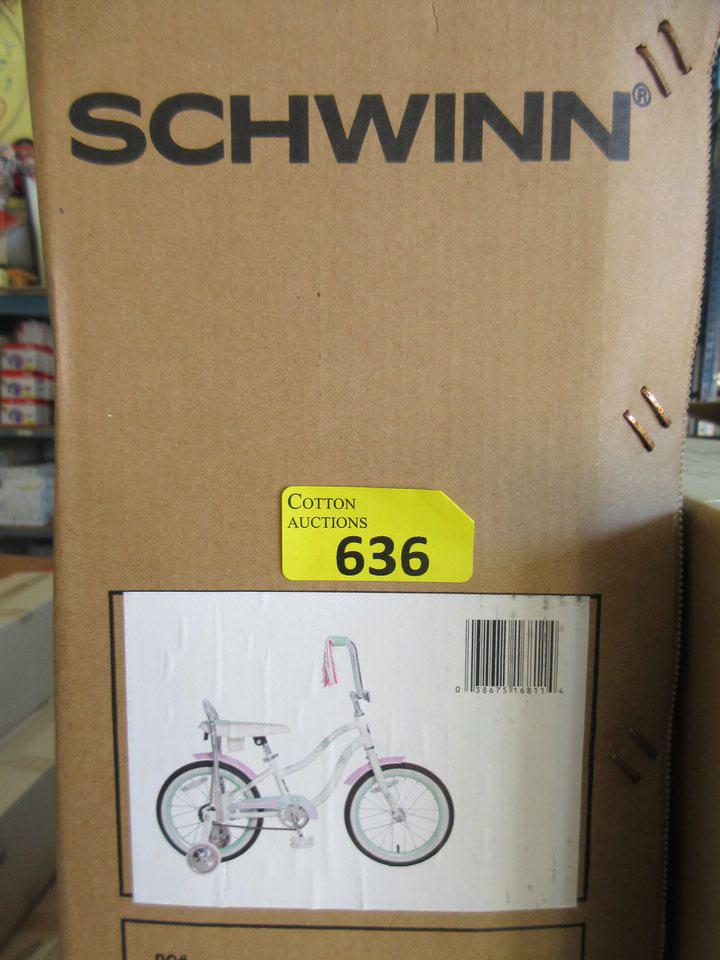 SCHWINN®
COTTON
AUCTIONS
636
0 38675 16811 4